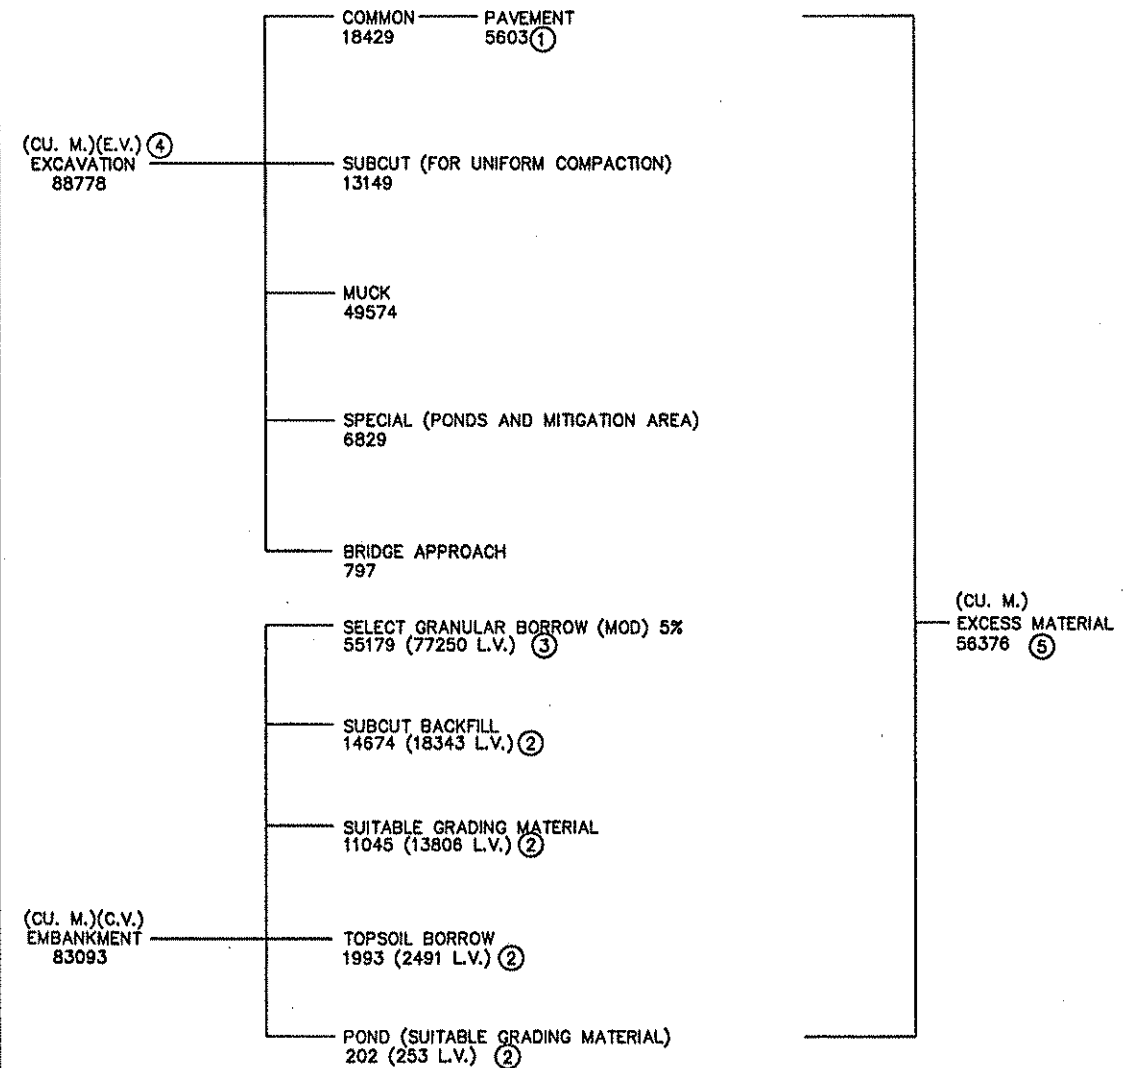 COMMON PAVEMENT
18429 5603 ①
(CU. M.)(E.V.) ④
EXCAVATION
88778
SUBCUT (FOR UNIFORM COMPACTION)
13149
MUCK
49574
SPECIAL (PONDS AND MITIGATION AREA)
6829
BRIDGE APPROACH
797
SELECT GRANULAR BORROW (MOD) 5%
55179 (77250 L.V.) ③
(CU. M.)
EXCESS MATERIAL
56376 ⑤
SUBCUT BACKFILL
14674 (18343 L.V.) ②
SUITABLE GRADING MATERIAL
11045 (13806 L.V.) ②
(CU. M.)(C.V.)
EMBANKMENT
83093
TOPSOIL BORROW
1993 (2491 L.V.) ②
POND (SUITABLE GRADING MATERIAL)
202 (253 L.V.) ②